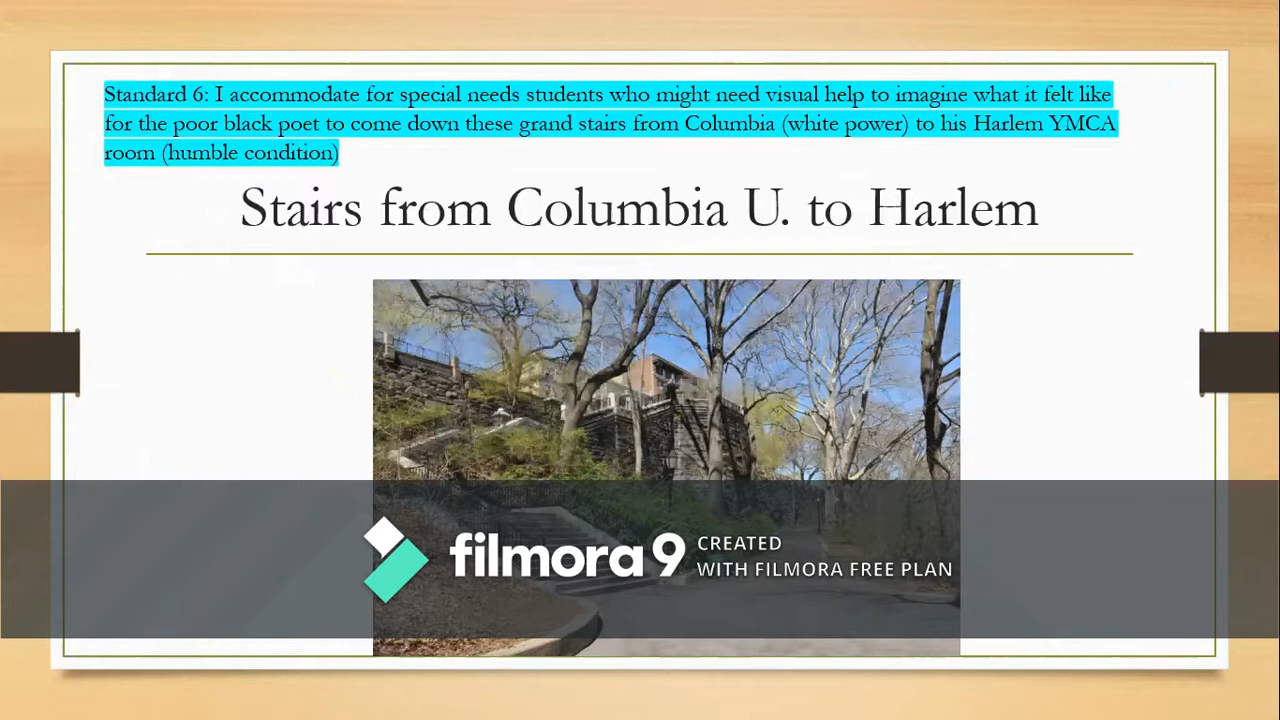 Standard 6: I accommodate for special needs students who might need visual help to imagine what it felt like
for the poor black poet to come down these grand stairs from Columbia (white power) to his Harlem YMCA
room (humble condition)
Stairs from Columbia U. to Harlem
filmora 9 CREATED
WITH FILMORA FREE PLAN